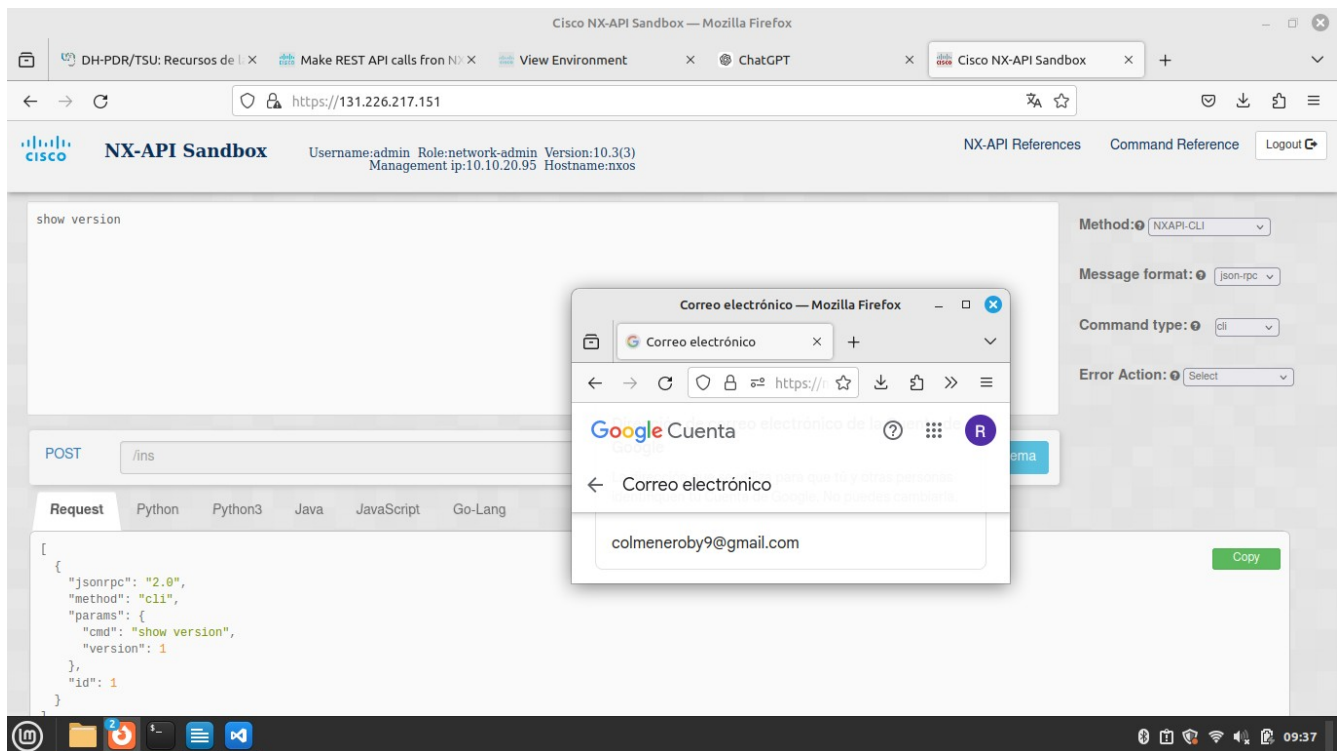 Cisco NX-API Sandbox — Mozilla Firefox
DH-PDR/TSU: Recursos de l
Make REST API calls from NX
View Environment
ChatGPT
Cisco NX-API Sandbox
https://131.226.217.151
CISCO
NX-API Sandbox
Username:admin Role:network-admin Version:10.3(3)
Management ip:10.10.20.95 Hostname:nxos
NX-API References
Command Reference
Logout
show version
Method:
NXAPI-CLI
Message format:
json-rpc
Command type:
cli
Error Action:
Select
Correo electrónico — Mozilla Firefox
Correo electrónico
https://
Google Cuenta
R
Correo electrónico
colmeneroby9@gmail.com
POST
/ins
ema
Request
Python
Python3
Java
JavaScript
Go-Lang
Copy
[
{
"jsonrpc": "2.0",
"method": "cli",
"params": {
"cmd": "show version",
"version": 1
},
"id": 1
}
2
09:37